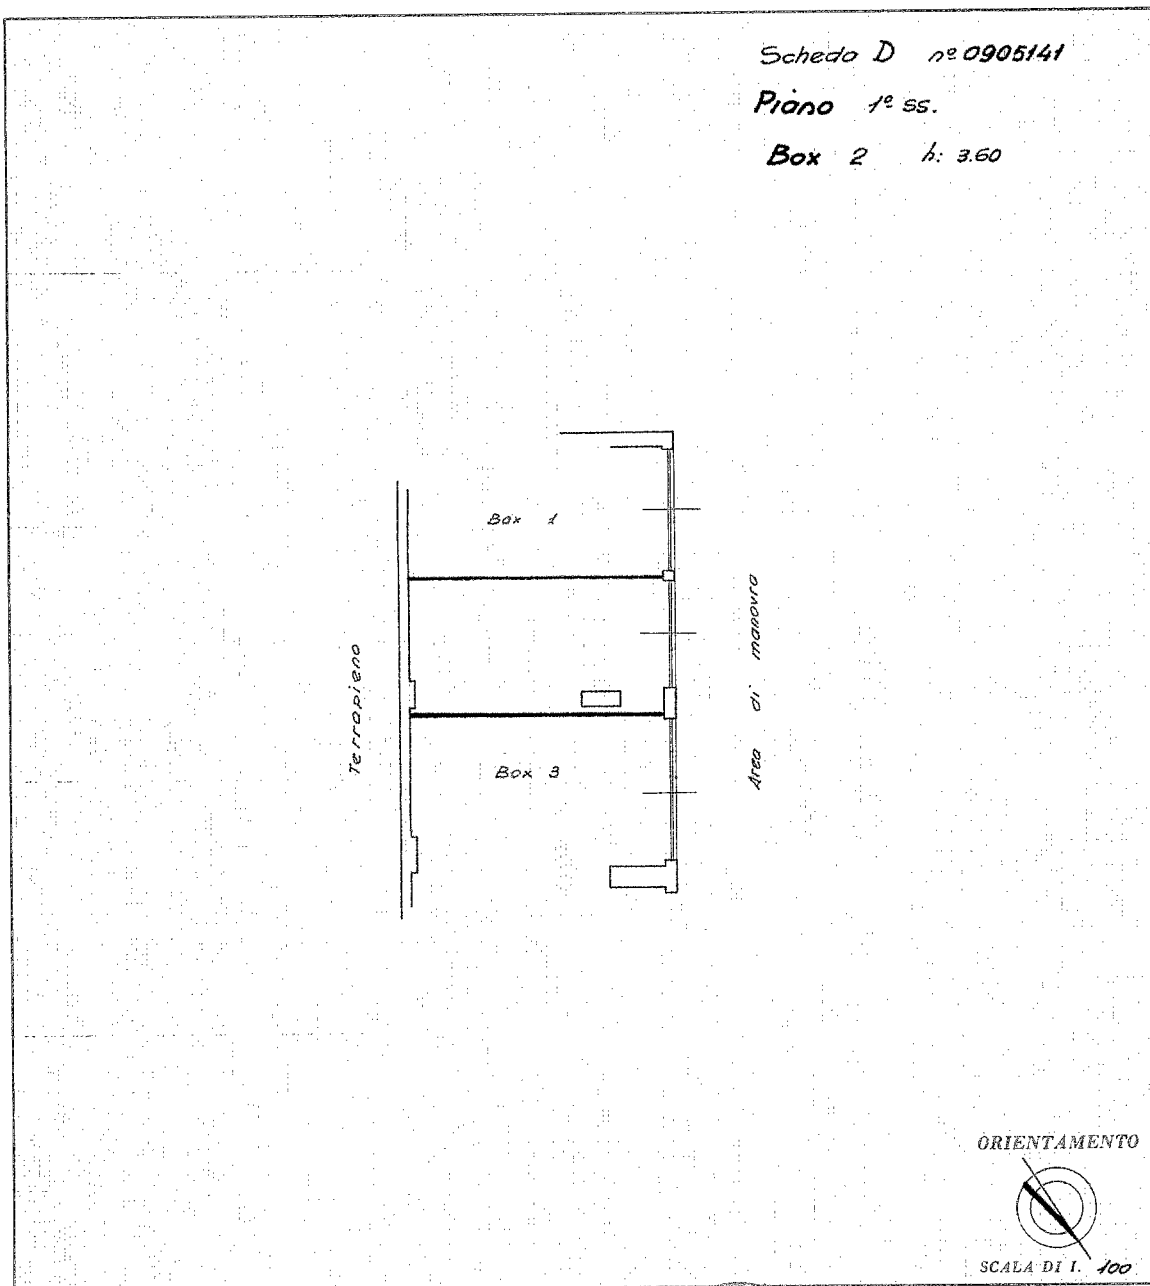 Scheda D nº 0905141
Piano 1º ss.
Box 2 h: 3.60
Box 1
Terrapieno
Area di manovra
Box 3
ORIENTAMENTO
SCALA DI 1. 100